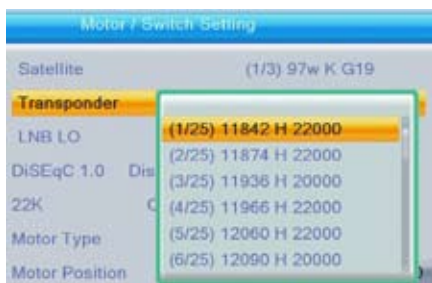 Motor / Switch Setting
Satellite (1/3) 97w K G19
Transponder
(1/25) 11842 H 22000
LNB LO
(2/25) 11874 H 22000
DiSEqC 1.0 Dis
(3/25) 11936 H 20000
22K
(4/25) 11966 H 22000
Motor Type
(5/25) 12060 H 22000
Motor Position
(6/25) 12090 H 20000